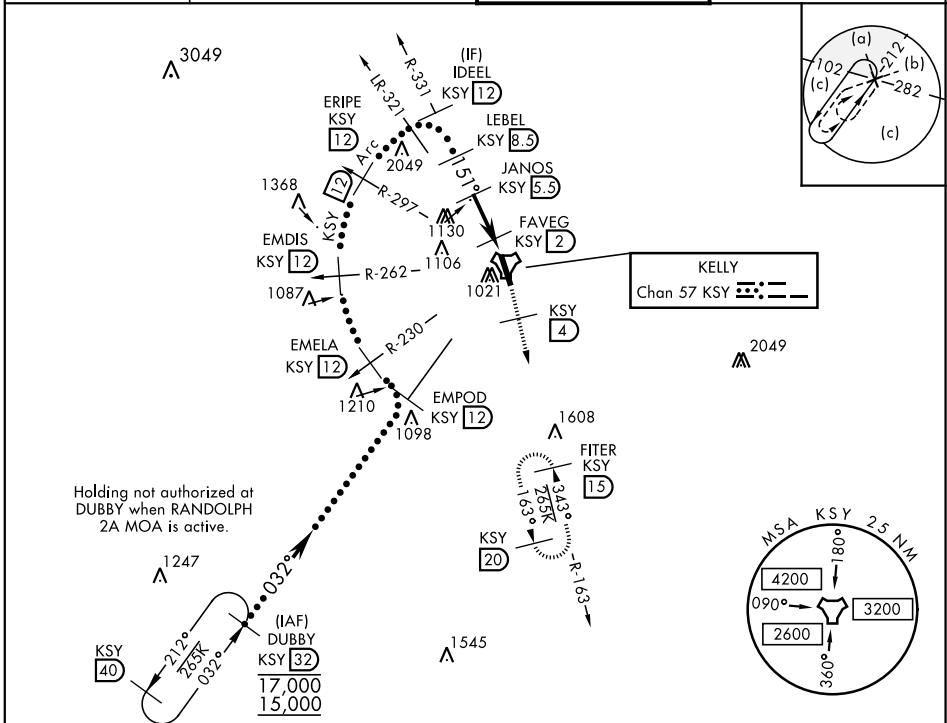 3049
(IF)
IDEEL
KSY 12
R-331
LR-321
ERIPE
KSY
12
2049
LEBEL
KSY 8.5
151°
JANOS
KSY 5.5
Arc
12
KSY
1368
R-297
1130
1106
FAVEG
KSY 2
EMDIS
KSY 12
R-262
1087
1021
KELLY
Chan 57 KSY
KSY
4
EMELA
KSY 12
R-230
2049
1210
EMPOD
KSY 12
1098
1608
FITER
KSY
15
343°
265K
163°
KSY
20
R-163
Holding not authorized at
DUBBY when RANDOLPH
2A MOA is active.
1247
032°
(IAF)
DUBBY
KSY 32
17,000
15,000
212°
265K
032°
KSY
40
1545
(a)
212
102
(b)
(c)
282
(c)
MSA KSY 25 NM
180°
4200
090°
3200
2600
360°